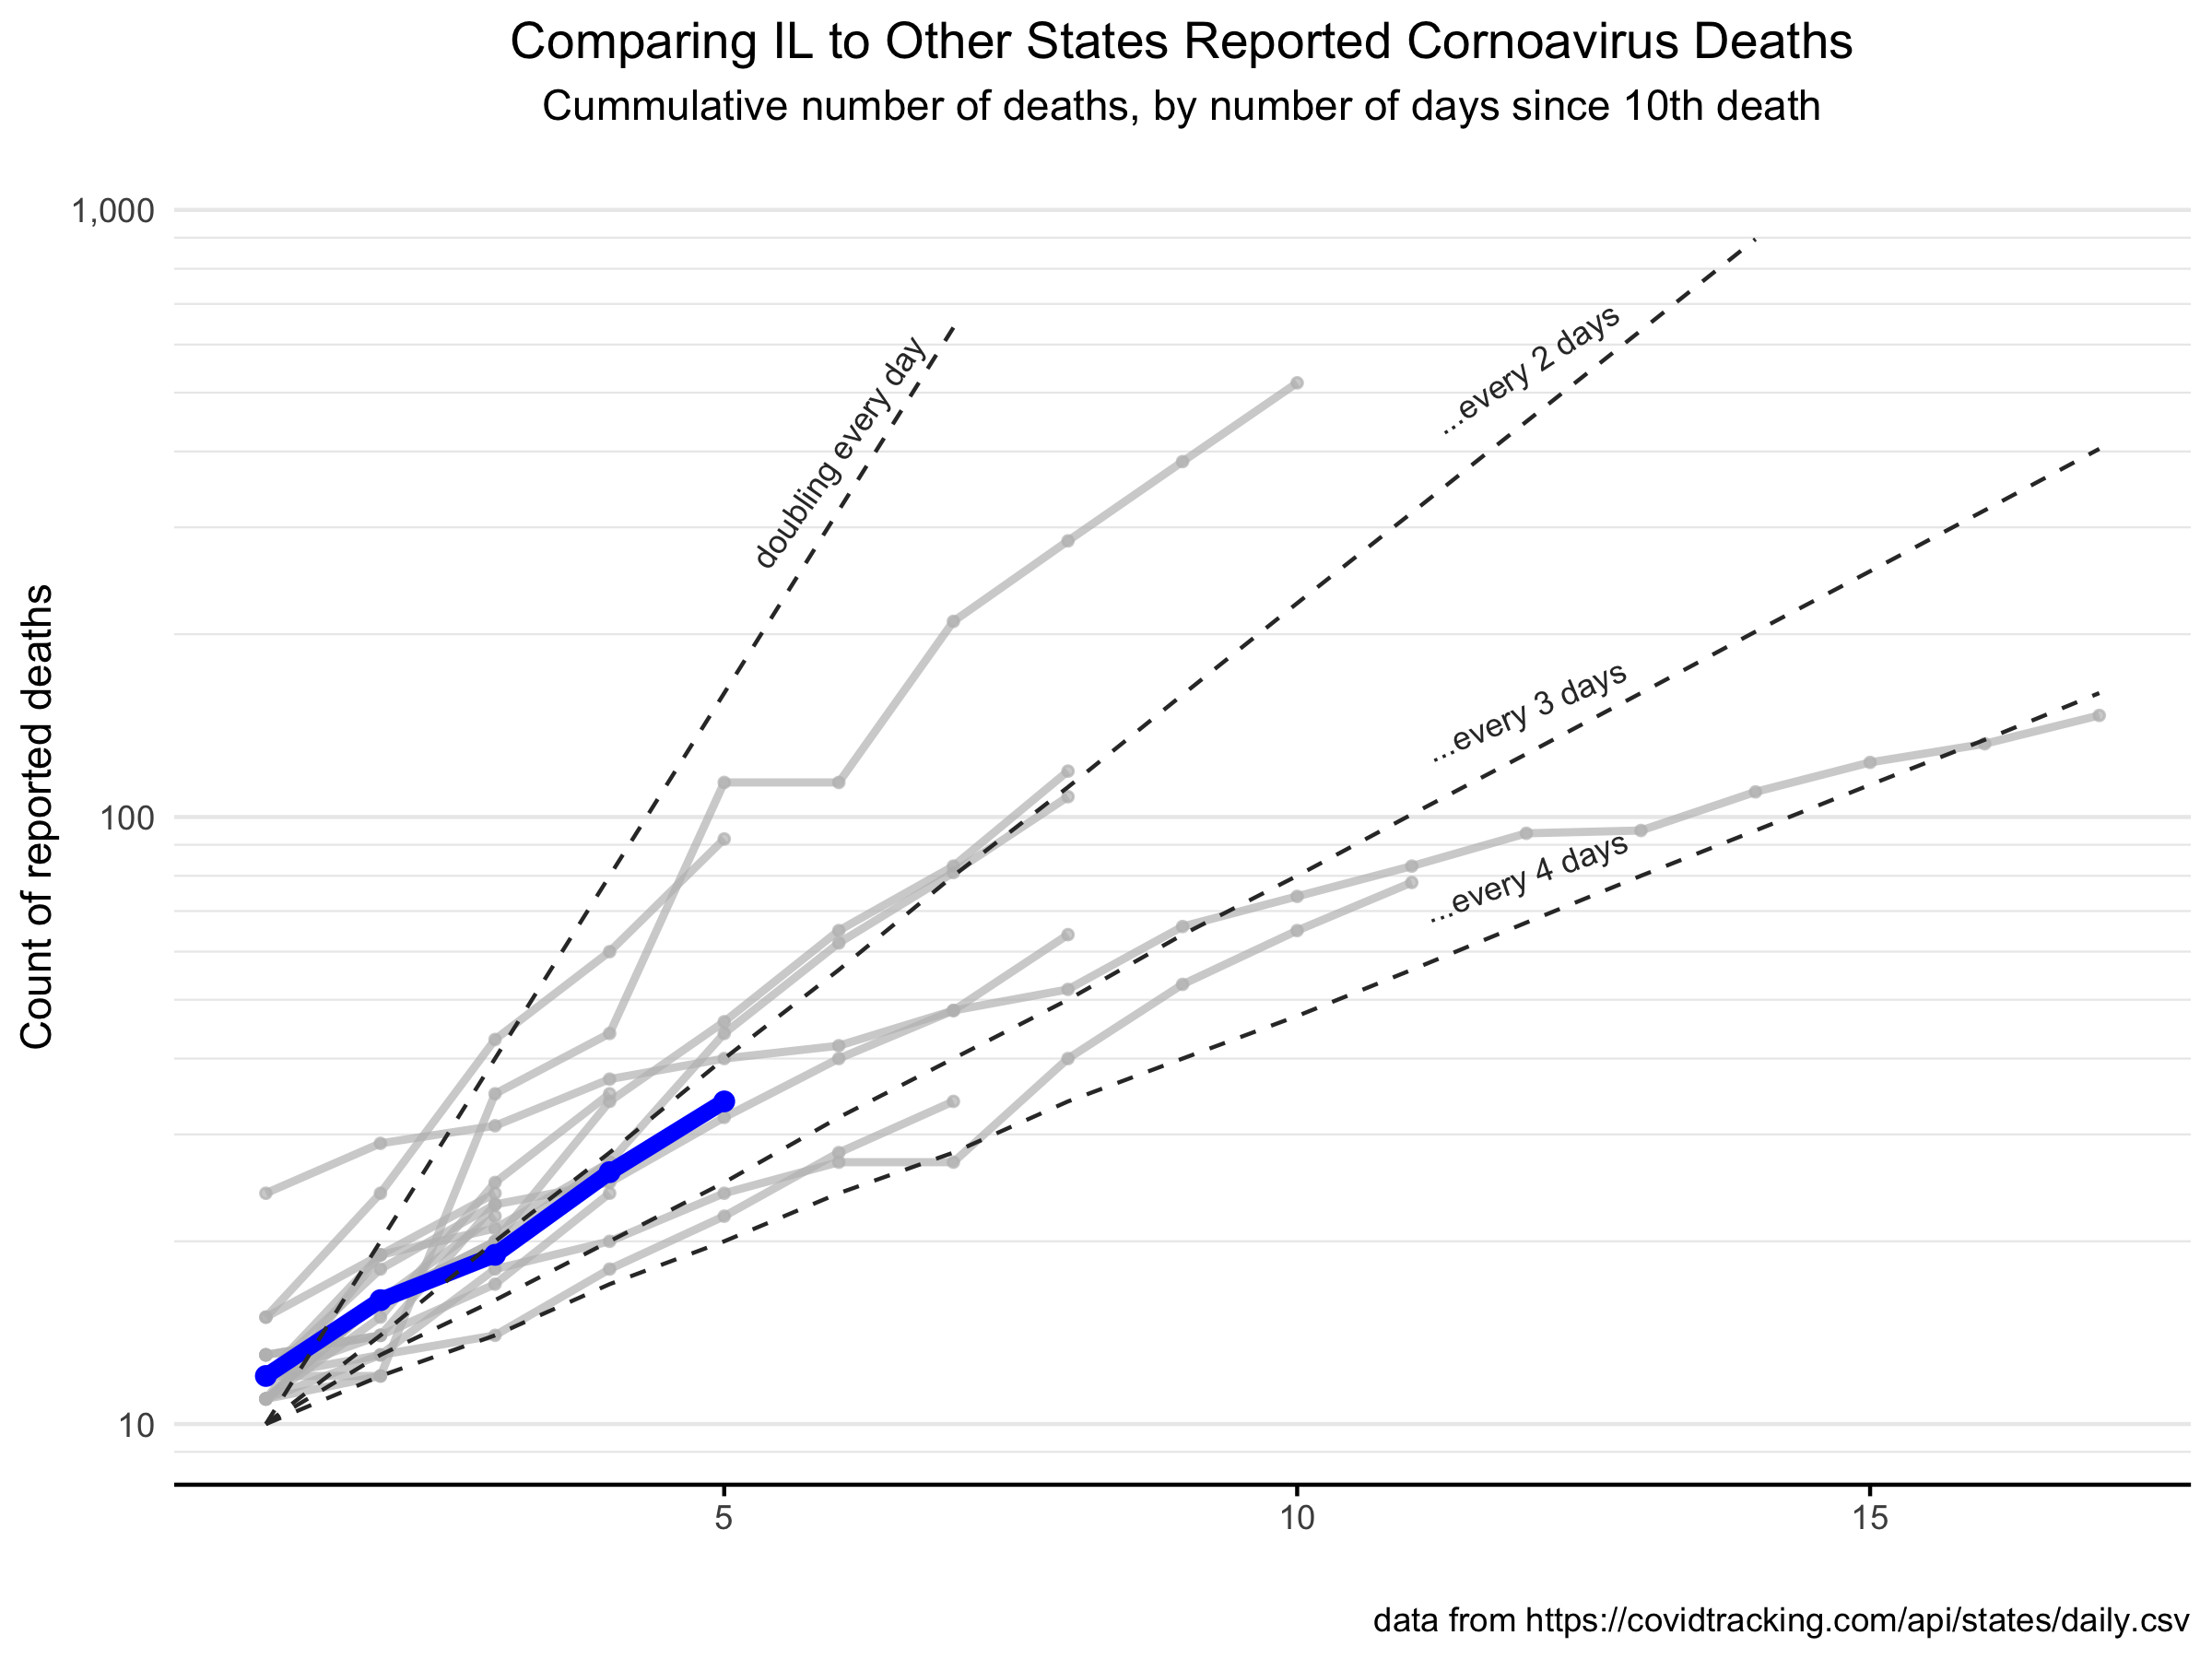 Comparing IL to Other States Reported Cornoavirus Deaths
Cummulative number of deaths, by number of days since 10th death
Count of reported deaths
1,000
100
10
doubling every day
...every 2 days
...every 3 days
...every 4 days
5
10
15
data from https://covidtracking.com/api/states/daily.csv